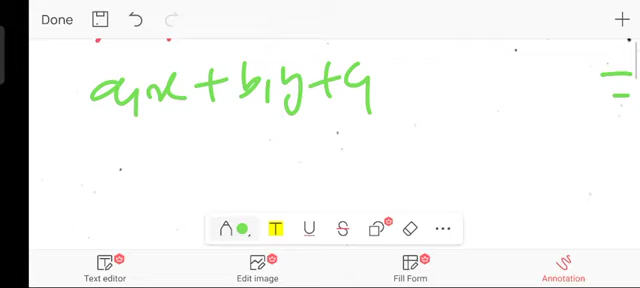 Done
a₁x + b₁y + c₁ =
T U S
Text editor Edit image Fill Form Annotation